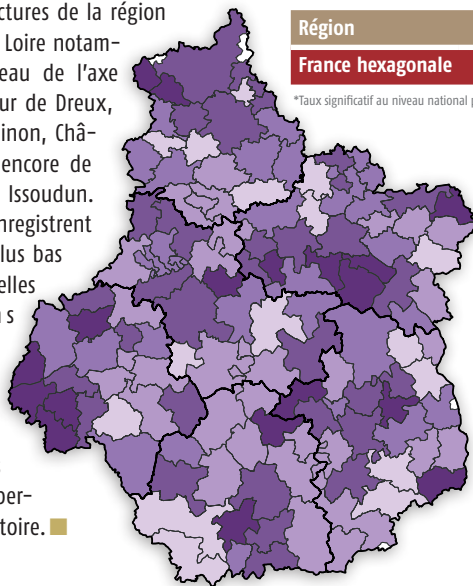 ctures de la région
Loire notam-
eau de l'axe
ur de Dreux,
inon, Châ-
encore de
Issoudun.
nregistrent
lus bas
elles
s
per-
toire.
Région
France hexagonale
*Taux significatif au niveau national p